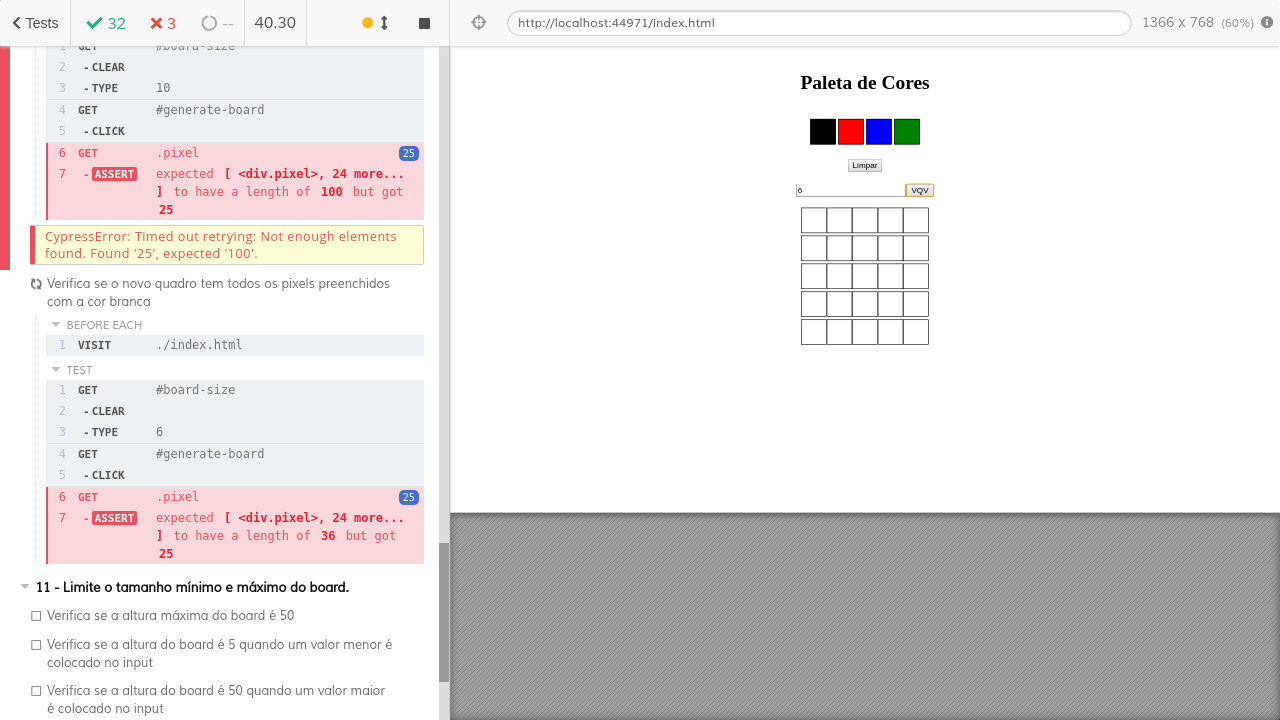 Tests 32 3 -- 40.30
http://localhost:44971/index.html 1366 x 768 (60%)
1 GET #board-size
2 - CLEAR
3 - TYPE 10
4 GET #generate-board
5 - CLICK
6 GET .pixel 25
7 - ASSERT expected [ <div.pixel>, 24 more...
] to have a length of 100 but got
25
CypressError: Timed out retrying: Not enough elements
found. Found '25', expected '100'.
Verifica se o novo quadro tem todos os pixels preenchidos
com a cor branca
BEFORE EACH
1 VISIT ./index.html
TEST
1 GET #board-size
2 - CLEAR
3 - TYPE 6
4 GET #generate-board
5 - CLICK
6 GET .pixel 25
7 - ASSERT expected [ <div.pixel>, 24 more...
] to have a length of 36 but got
25
11 - Limite o tamanho mínimo e máximo do board.
Verifica se a altura máxima do board é 50
Verifica se a altura do board é 5 quando um valor menor é
colocado no input
Verifica se a altura do board é 50 quando um valor maior
é colocado no input
Paleta de Cores
Limpar
6 VQV